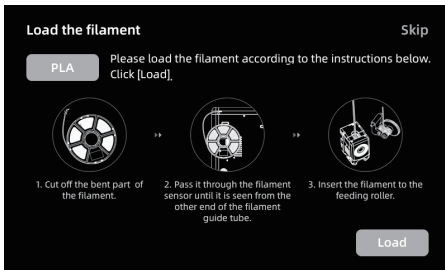 Load the filament
Skip
PLA
Please load the filament according to the instructions below.
Click [Load].
1. Cut off the bent part of
the filament.
2. Pass it through the filament
sensor until it is seen from the
other end of the filament
guide tube.
3. Insert the filament to the
feeding roller.
Load